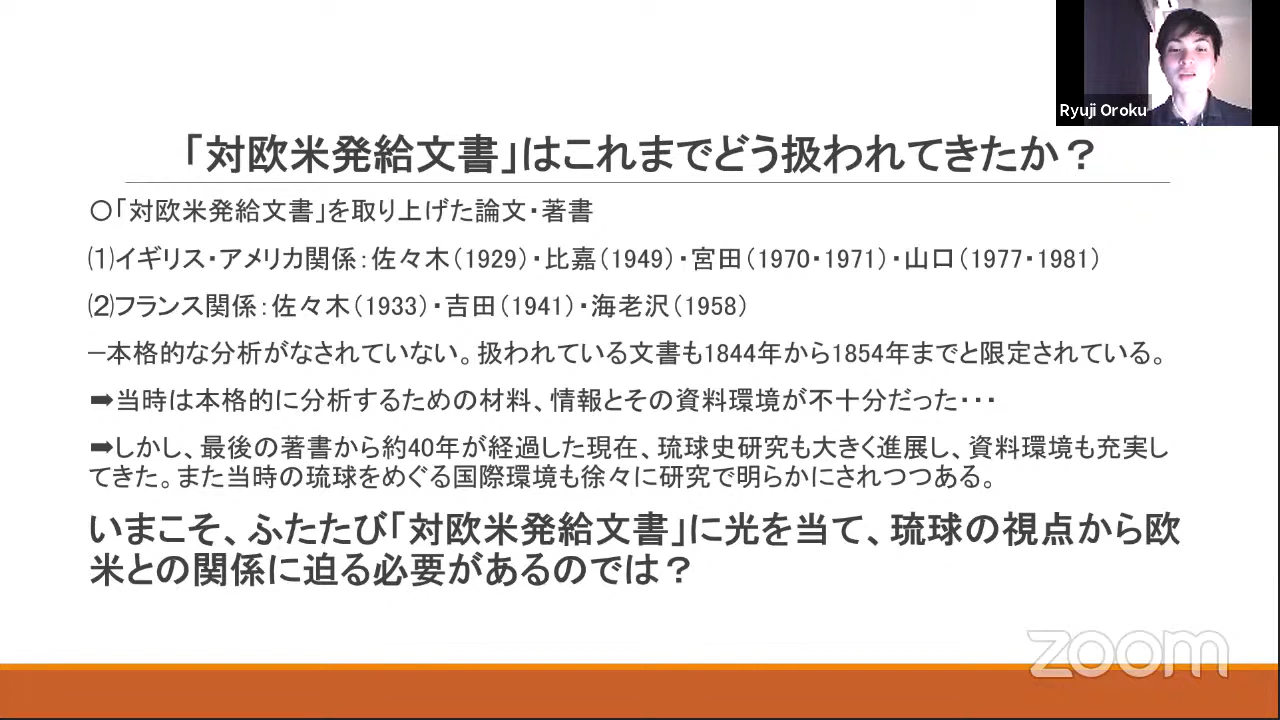 Ryuji Oroku
「対欧米発給文書」はこれまでどう扱われてきたか？
〇「対欧米発給文書」を取り上げた論文・著書
⑴イギリス・アメリカ関係：佐々木（1929）・比嘉（1949）・宮田（1970・1971）・山口（1977・1981）
⑵フランス関係：佐々木（1933）・吉田（1941）・海老沢（1958）
―本格的な分析がなされていない。扱われている文書も1844年から1854年までと限定されている。
➡当時は本格的に分析するための材料、情報とその資料環境が不十分だった・・・
➡しかし、最後の著書から約40年が経過した現在、琉球史研究も大きく進展し、資料環境も充実し
てきた。また当時の琉球をめぐる国際環境も徐々に研究で明らかにされつつある。
いまこそ、ふたたび「対欧米発給文書」に光を当て、琉球の視点から欧
米との関係に迫る必要があるのでは？
zoom